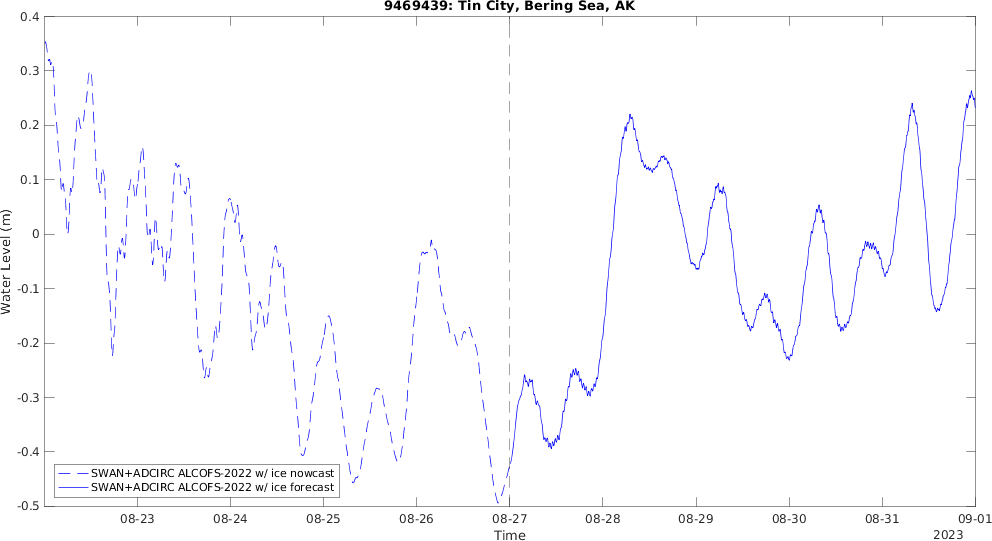 9469439: Tin City, Bering Sea, AK
0.4
0.3
0.2
0.1
0
-0.1
-0.2
-0.3
-0.4
-0.5
Water Level (m)
SWAN+ADCIRC ALCOFS-2022 w/ ice nowcast
SWAN+ADCIRC ALCOFS-2022 w/ ice forecast
08-23 08-24 08-25 08-26 08-27 08-28 08-29 08-30 08-31 09-01
Time
2023